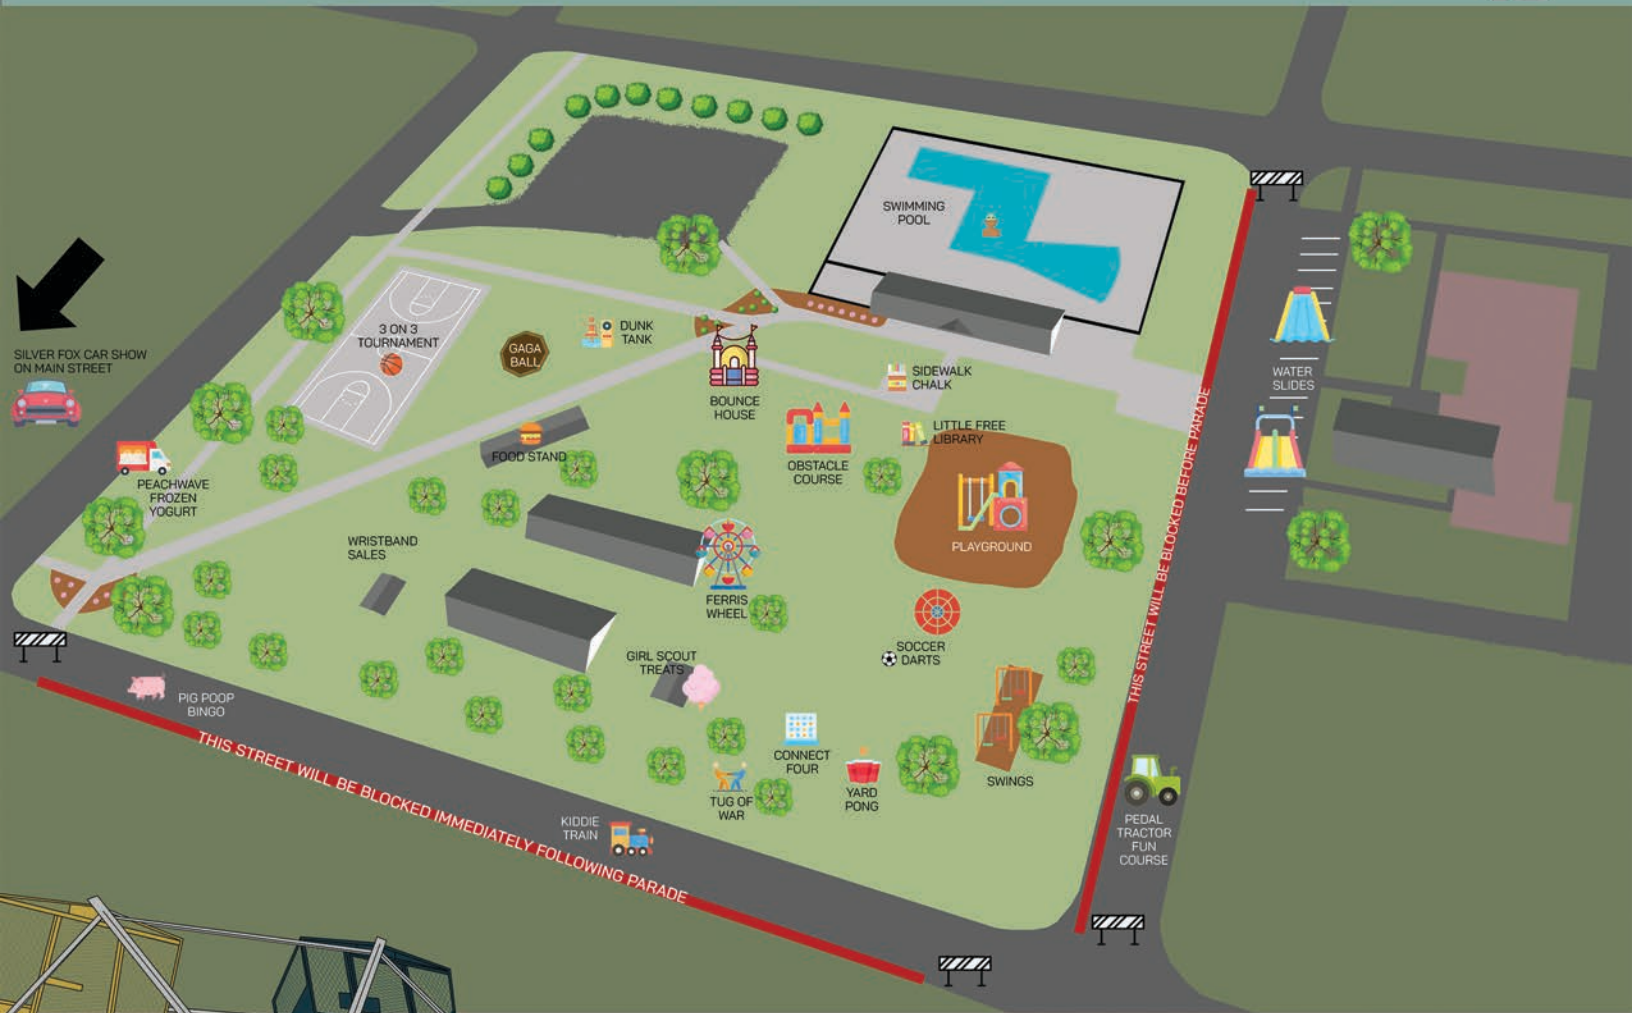 SWIMMING
POOL
3 ON 3
TOURNAMENT
GAGA
BALL
DUNK
TANK
SILVER FOX CAR SHOW
ON MAIN STREET
BOUNCE
HOUSE
SIDEWALK
CHALK
WATER
SLIDES
LITTLE FREE
LIBRARY
FOOD STAND
OBSTACLE
COURSE
PEACHWAVE
FROZEN
YOGURT
WRISTBAND
SALES
PLAYGROUND
THIS STREET WILL BE BLOCKED BEFORE PARADE
FERRIS
WHEEL
SOCCER
DARTS
GIRL SCOUT
TREATS
PIG POOP
BINGO
CONNECT
FOUR
SWINGS
YARD
PONG
TUG OF
WAR
KIDDIE
TRAIN
PEDAL
TRACTOR
FUN
COURSE
THIS STREET WILL BE BLOCKED IMMEDIATELY FOLLOWING PARADE